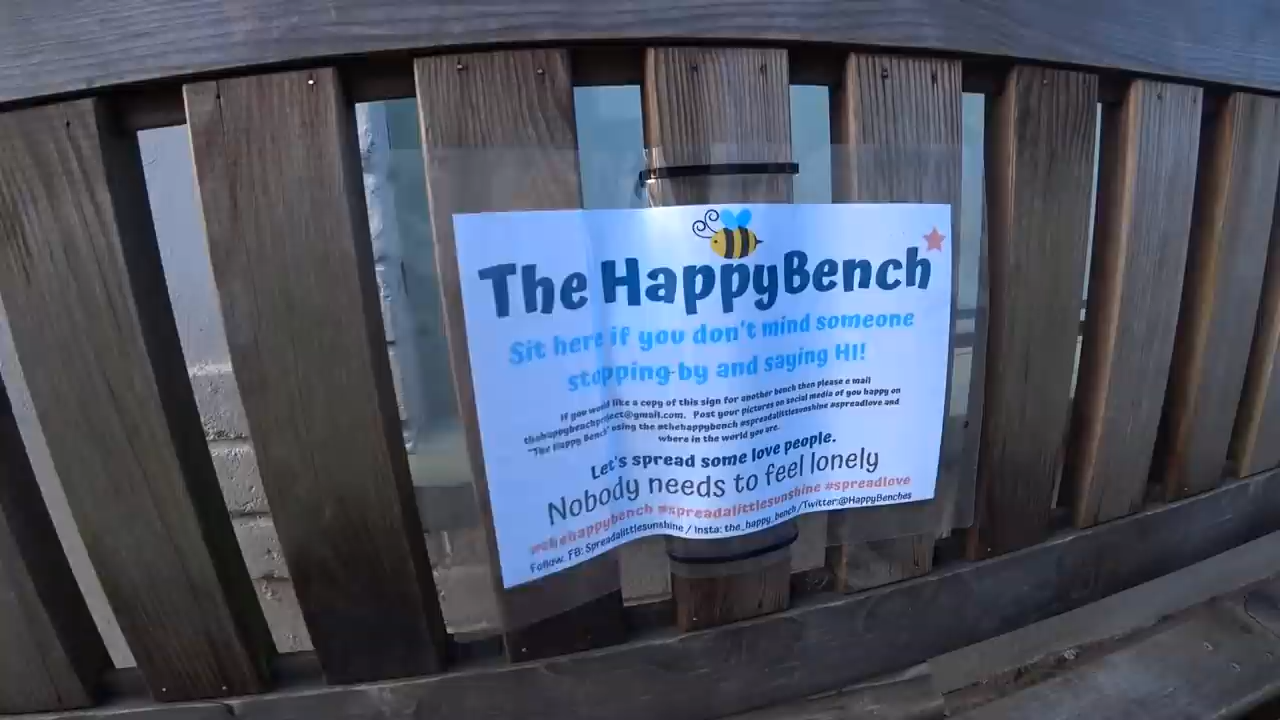 The HappyBench
Sit here if you don't mind someone
stopping-by and saying HI!
If you would like a copy of this sign for another bench then please e mail
thehappybenchproject@gmail.com. Post your pictures on social media of you happy on
"The Happy Bench" using the #thehappybench #spreadalittlesunshine #spreadlove and
where in the world you are.
Let's spread some love people.
Nobody needs to feel lonely
#thehappybench #spreadalittlesunshine #spreadlove
Follow: FB: Spreadalittlesunshine / Insta: the_happy_bench/Twitter:@HappyBenches